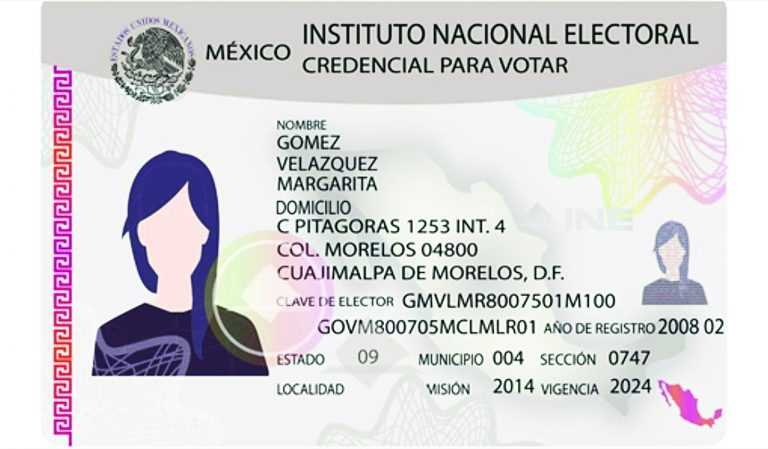 ESTADOS UNIDOS MEXICANOS
MÉXICO
INSTITUTO NACIONAL ELECTORAL
CREDENCIAL PARA VOTAR
NOMBRE
GOMEZ
VELAZQUEZ
MARGARITA
DOMICILIO
C PITAGORAS 1253 INT. 4
COL. MORELOS 04800
CUAJIMALPA DE MORELOS, D.F.
INE
CLAVE DE ELECTOR GMVLMR8007501M100
GOVM800705MCLMLR01 AÑO DE REGISTRO 2008 02
ESTADO 09 MUNICIPIO 004 SECCIÓN 0747
LOCALIDAD MISIÓN 2014 VIGENCIA 2024